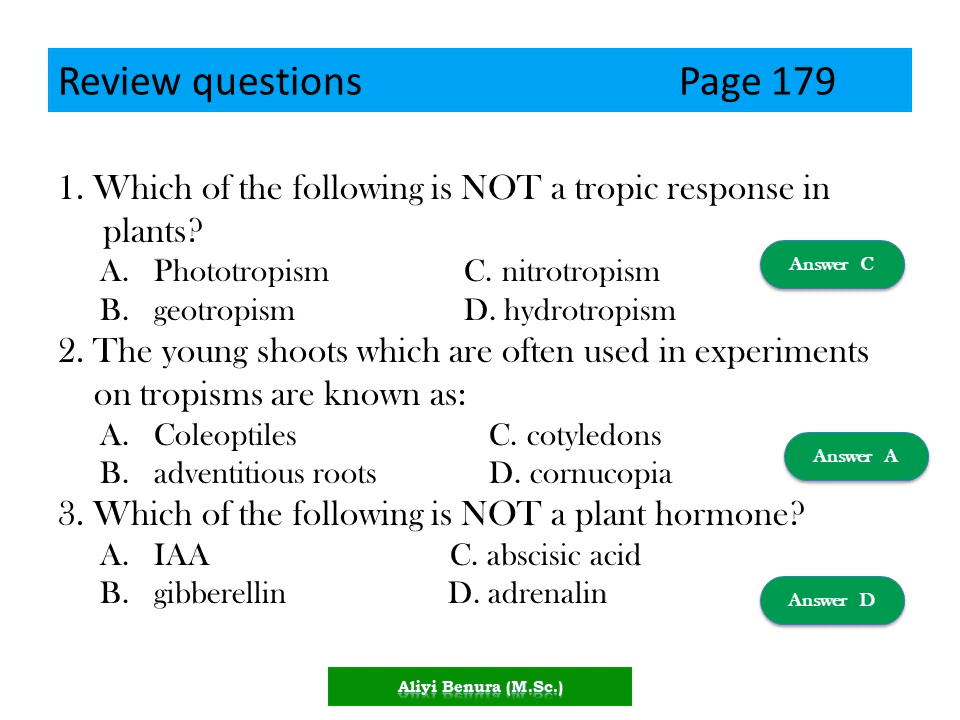 Review questions Page 179
1. Which of the following is NOT a tropic response in
plants?
A. Phototropism C. nitrotropism
Answer C
B. geotropism D. hydrotropism
2. The young shoots which are often used in experiments
on tropisms are known as:
A. Coleoptiles C. cotyledons
Answer A
B. adventitious roots D. cornucopia
3. Which of the following is NOT a plant hormone?
A. IAA C. abscisic acid
B. gibberellin D. adrenalin
Answer D
Aliyi Benura (M.Sc.)